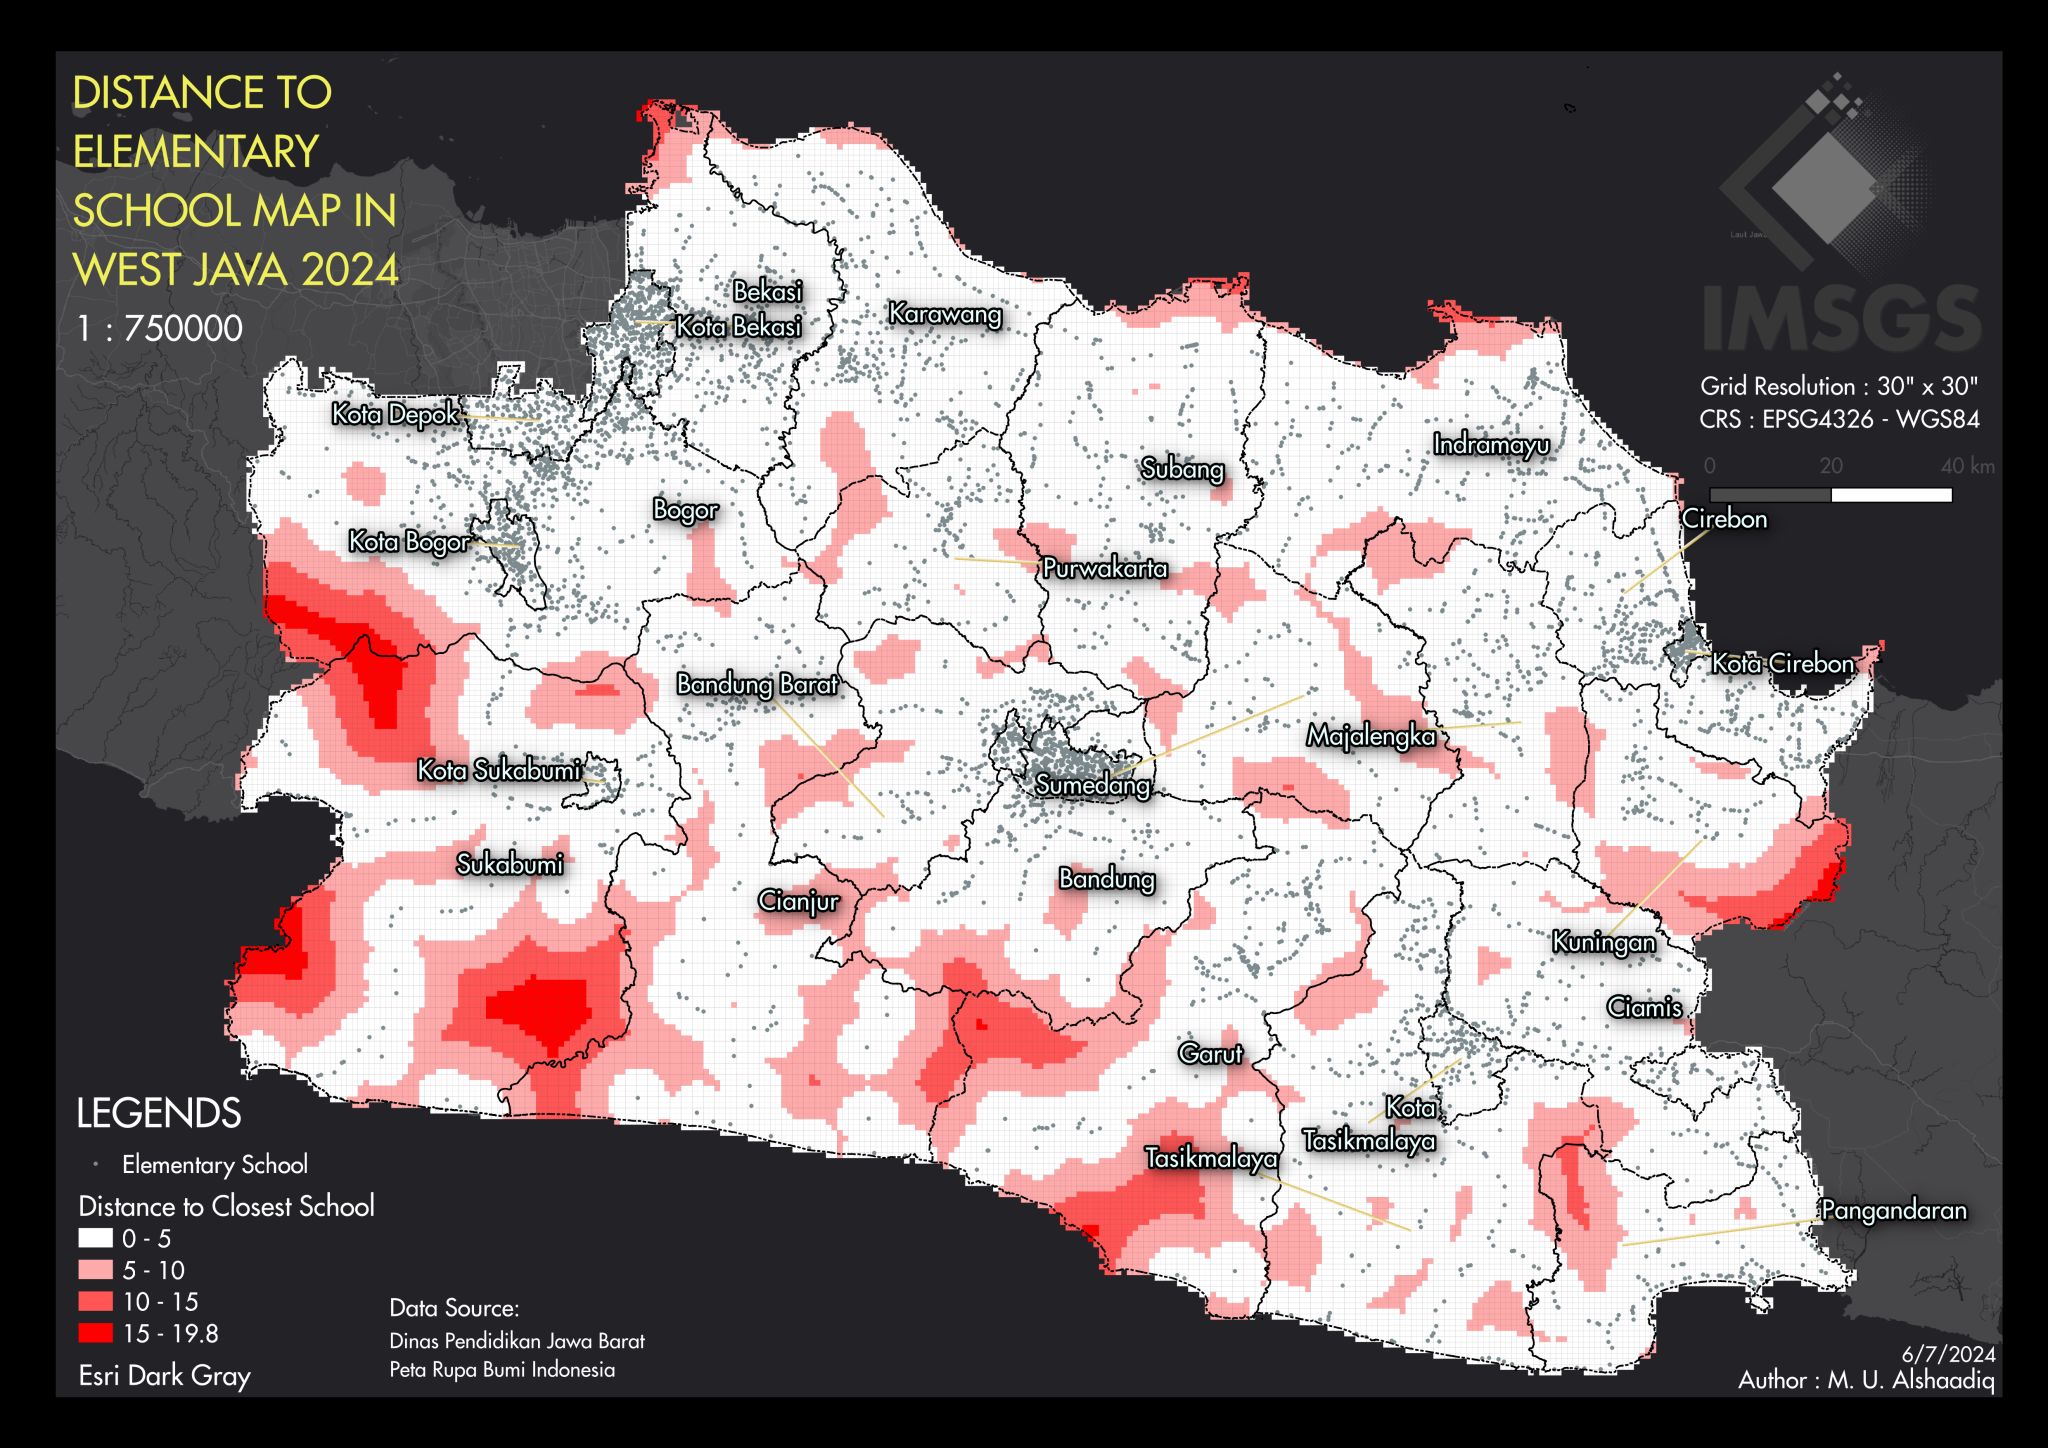 DISTANCE TO
ELEMENTARY
SCHOOL MAP IN
WEST JAVA 2024
1 : 750000
IMSGS
Grid Resolution : 30" x 30"
CRS : EPSG4326 - WGS84
0 20 40 km
Bekasi
Kota Bekasi
Karawang
Kota Depok
Indramayu
Subang
Bogor
Cirebon
Kota Bogor
Purwakarta
Kota Cirebon
Bandung Barat
Majalengka
Kota Sukabumi
Sumedang
Sukabumi
Bandung
Cianjur
Kuningan
Ciamis
Garut
Kota
Tasikmalaya
Tasikmalaya
Pangandaran
LEGENDS
Elementary School
Distance to Closest School
0 - 5
5 - 10
10 - 15
15 - 19.8
Esri Dark Gray
Data Source:
Dinas Pendidikan Jawa Barat
Peta Rupa Bumi Indonesia
6/7/2024
Author : M. U. Alshaadiq